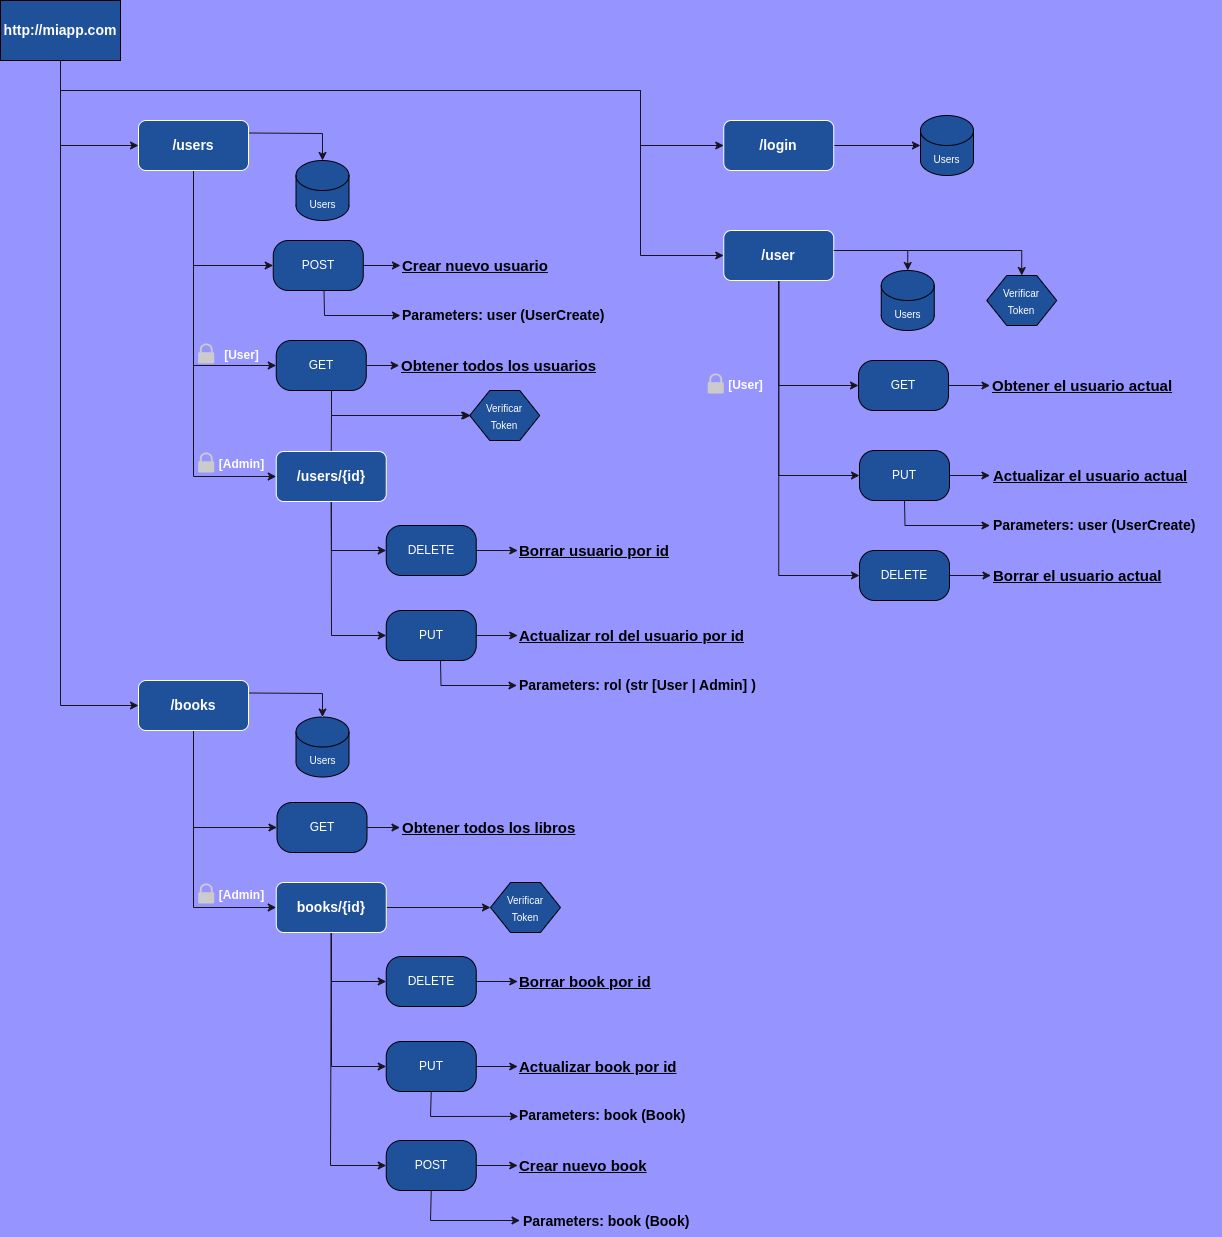 http://miapp.com
/users
Users
POST
Crear nuevo usuario
Parameters: user (UserCreate)
[User]
GET
Obtener todos los usuarios
Verificar
Token
[Admin]
/users/{id}
DELETE
Borrar usuario por id
PUT
Actualizar rol del usuario por id
Parameters: rol (str [User | Admin] )
/books
Users
GET
Obtener todos los libros
[Admin]
books/{id}
Verificar
Token
DELETE
Borrar book por id
PUT
Actualizar book por id
Parameters: book (Book)
POST
Crear nuevo book
Parameters: book (Book)
/login
Users
/user
Users
Verificar
Token
[User]
GET
Obtener el usuario actual
PUT
Actualizar el usuario actual
Parameters: user (UserCreate)
DELETE
Borrar el usuario actual